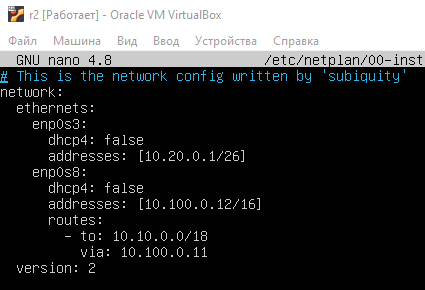 r2 [Работает] - Oracle VM VirtualBox
Файл Машина Вид Ввод Устройства Справка
GNU nano 4.8 /etc/netplan/00-inst
# This is the network config written by 'subiquity'
network:
  ethernets:
    enp0s3:
      dhcp4: false
      addresses: [10.20.0.1/26]
    enp0s8:
      dhcp4: false
      addresses: [10.100.0.12/16]
      routes:
        - to: 10.10.0.0/18
          via: 10.100.0.11
  version: 2